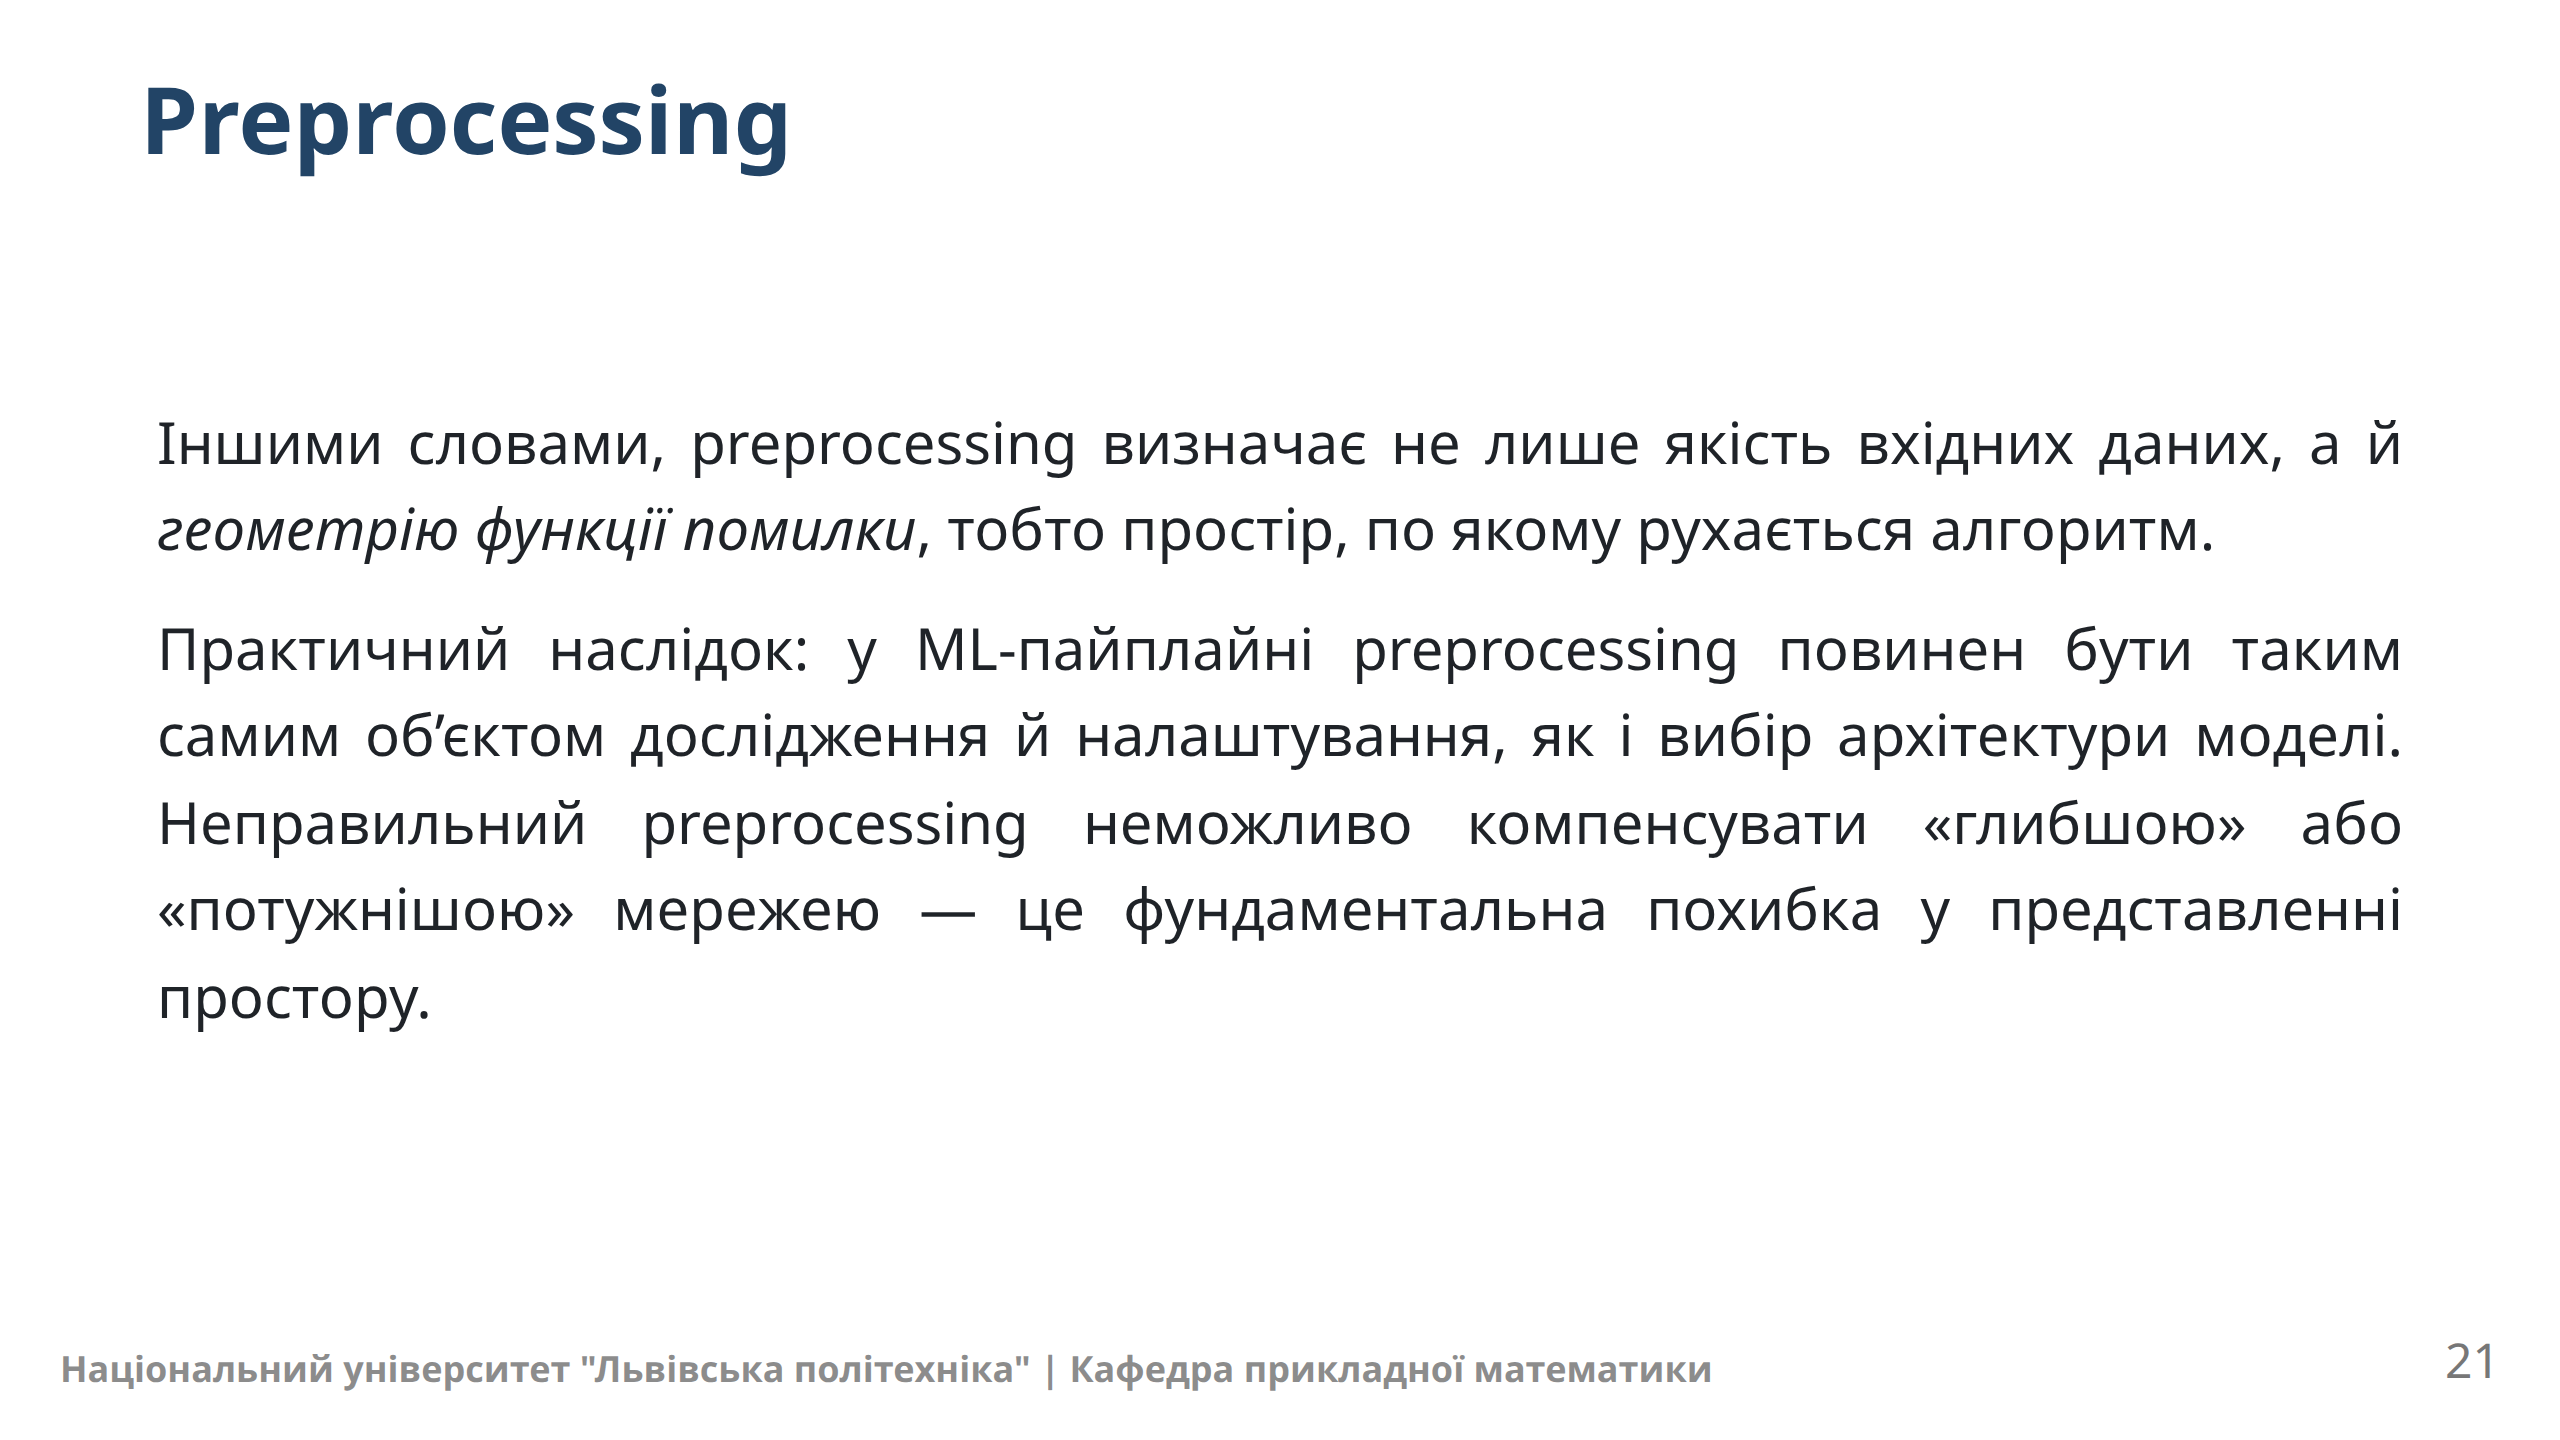 Preprocessing
Іншими словами, preprocessing визначає не лише якість вхідних даних, а й
геометрію функції помилки, тобто простір, по якому рухається алгоритм.
Практичний наслідок: у ML-пайплайні preprocessing повинен бути таким
самим об’єктом дослідження й налаштування, як і вибір архітектури моделі.
Неправильний preprocessing неможливо компенсувати «глибшою» або
«потужнішою» мережею — це фундаментальна похибка у представленні
простору.
Національний університет "Львівська політехніка" | Кафедра прикладної математики
21